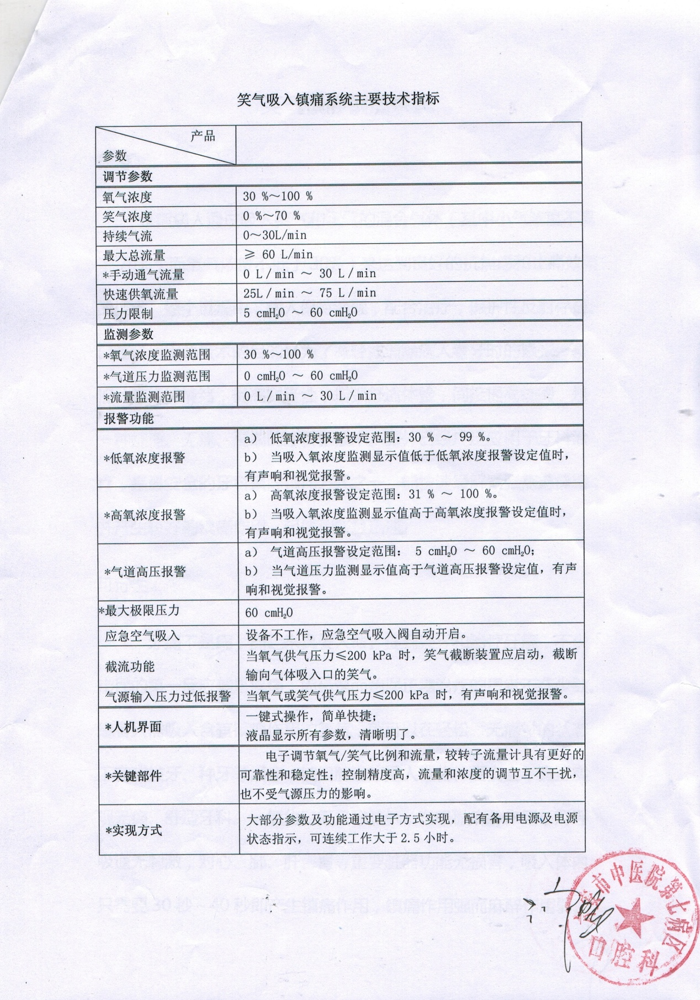 笑气吸入镇痛系统主要技术指标
产品
参数
调节参数
氧气浓度 30 %～100 %
笑气浓度 0 %～70 %
持续气流 0～30L/min
最大总流量 ≥ 60 L/min
*手动通气流量 0 L/min ～ 30 L/min
快速供氧流量 25L/min ～ 75 L/min
压力限制 5 cmH₂O ～ 60 cmH₂O
监测参数
*氧气浓度监测范围 30 %～100 %
*气道压力监测范围 0 cmH₂O ～ 60 cmH₂O
*流量监测范围 0 L/min ～ 30 L/min
报警功能
*低氧浓度报警
a） 低氧浓度报警设定范围：30 % ～ 99 %。
b） 当吸入氧浓度监测显示值低于低氧浓度报警设定值时，
有声响和视觉报警。
*高氧浓度报警
a） 高氧浓度报警设定范围：31 % ～ 100 %。
b） 当吸入氧浓度监测显示值高于高氧浓度报警设定值时，
有声响和视觉报警。
*气道高压报警
a） 气道高压报警设定范围： 5 cmH₂O ～ 60 cmH₂O；
b） 当气道压力监测显示值高于气道高压报警设定值，有声
响和视觉报警。
*最大极限压力 60 cmH₂O
应急空气吸入 设备不工作，应急空气吸入阀自动开启。
截流功能
当氧气供气压力≤200 kPa 时，笑气截断装置应启动，截断
输向气体吸入口的笑气。
气源输入压力过低报警 当氧气或笑气供气压力≤200 kPa 时，有声响和视觉报警。
*人机界面
一键式操作，简单快捷；
液晶显示所有参数，清晰明了。
*关键部件
电子调节氧气/笑气比例和流量，较转子流量计具有更好的
可靠性和稳定性；控制精度高，流量和浓度的调节互不干扰，
也不受气源压力的影响。
*实现方式
大部分参数及功能通过电子方式实现，配有备用电源及电源
状态指示，可连续工作大于 2.5 小时。
市中医院第七病区
口腔科